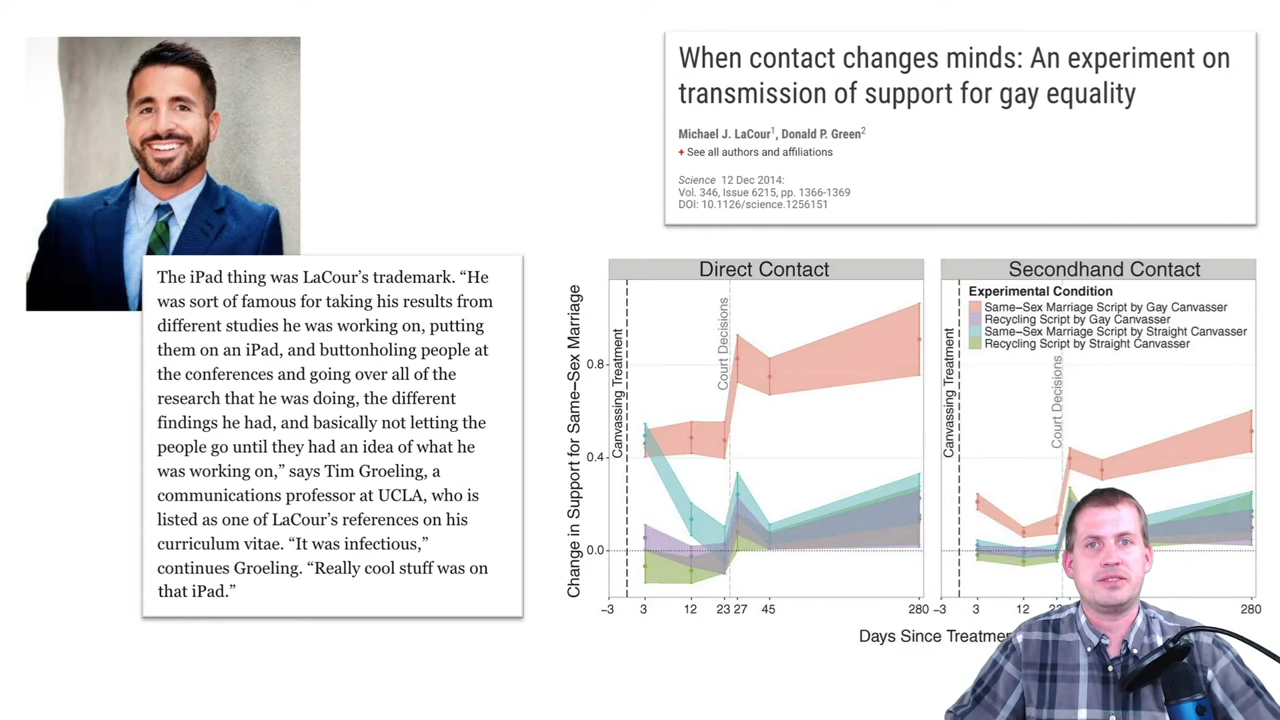 When contact changes minds: An experiment on
transmission of support for gay equality
Michael J. LaCour1, Donald P. Green2
+ See all authors and affiliations
Science 12 Dec 2014:
Vol. 346, Issue 6215, pp. 1366-1369
DOI: 10.1126/science.1256151
The iPad thing was LaCour’s trademark. “He
was sort of famous for taking his results from
different studies he was working on, putting
them on an iPad, and buttonholing people at
the conferences and going over all of the
research that he was doing, the different
findings he had, and basically not letting the
people go until they had an idea of what he
was working on,” says Tim Groeling, a
communications professor at UCLA, who is
listed as one of LaCour’s references on his
curriculum vitae. “It was infectious,”
continues Groeling. “Really cool stuff was on
that iPad.”
Change in Support for Same–Sex Marriage
0.8
0.4
0.0
Direct Contact
Canvassing Treatment
Court Decisions
−3 3 12 23 27 45 280
Secondhand Contact
Experimental Condition
Same–Sex Marriage Script by Gay Canvasser
Recycling Script by Gay Canvasser
Same–Sex Marriage Script by Straight Canvasser
Recycling Script by Straight Canvasser
Canvassing Treatment
Court Decisions
−3 3 12 280
Days Since